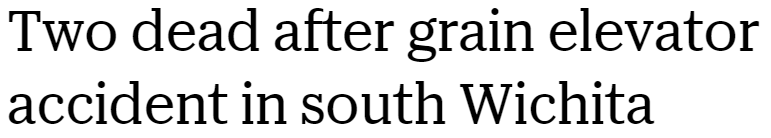 Two dead after grain elevator
accident in south Wichita